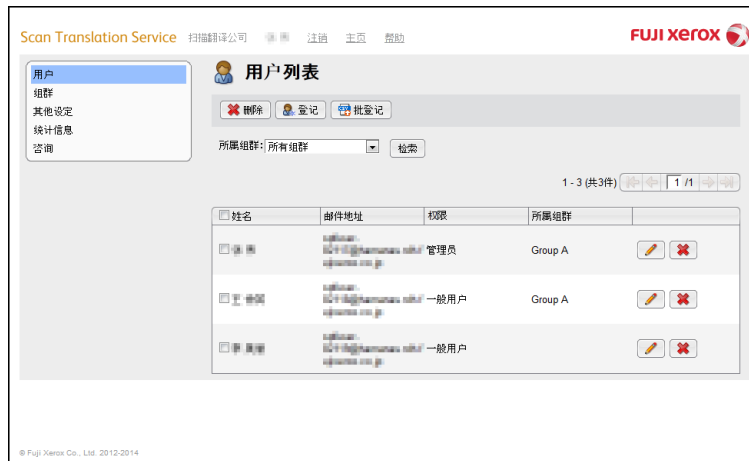 Scan Translation Service 扫描翻译公司 注销 主页 帮助
FUJI xerox
用户
组群
其他设定
统计信息
咨询
用户列表
删除 登记 批登记
所属组群: 所有组群 检索
1 - 3 (共3件) 1 /1
姓名 邮件地址 权限 所属组群
管理员 Group A
一般用户 Group A
一般用户
© Fuji Xerox Co., Ltd. 2012-2014